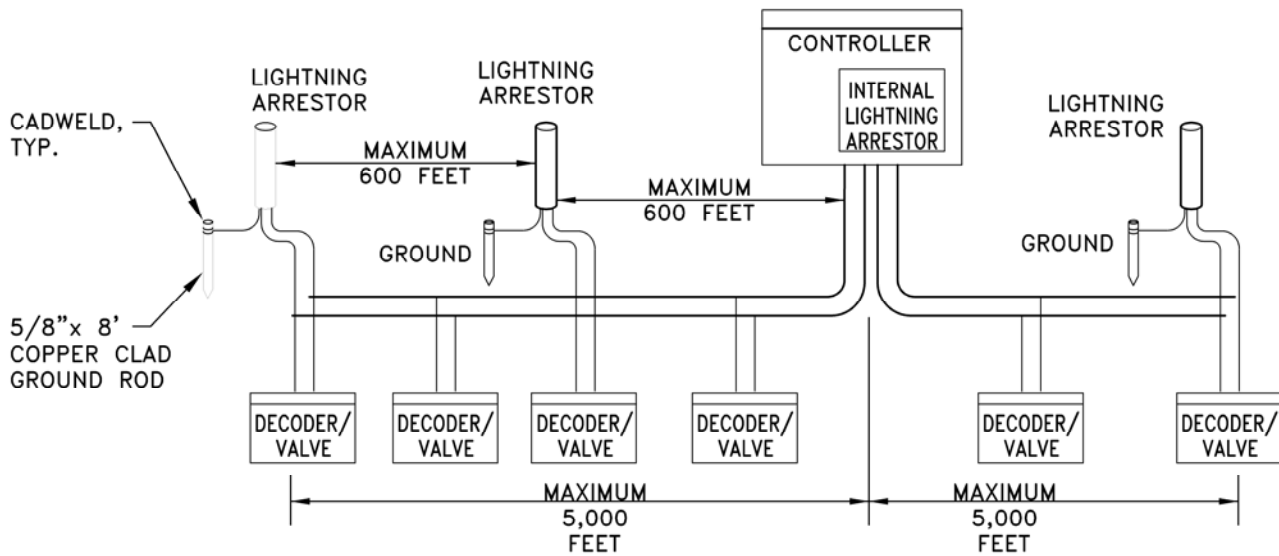 CONTROLLER
INTERNAL
LIGHTNING
ARRESTOR
LIGHTNING
ARRESTOR
LIGHTNING
ARRESTOR
LIGHTNING
ARRESTOR
CADWELD,
TYP.
MAXIMUM
600 FEET
MAXIMUM
600 FEET
GROUND
GROUND
5/8"x 8'
COPPER CLAD
GROUND ROD
DECODER/
VALVE
DECODER/
VALVE
DECODER/
VALVE
DECODER/
VALVE
DECODER/
VALVE
DECODER/
VALVE
MAXIMUM
5,000
FEET
MAXIMUM
5,000
FEET